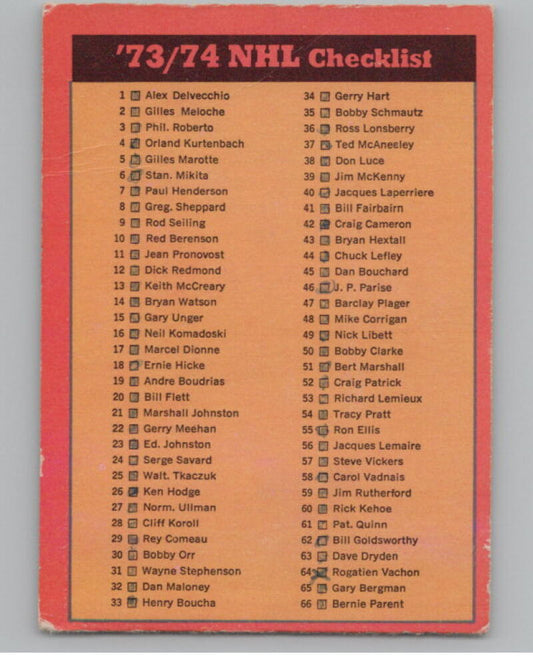 '73/74 NHL Checklist
1 Alex Delvecchio
2 Gilles Meloche
3 Phil. Roberto
4 Orland Kurtenbach
5 Gilles Marotte
6 Stan. Mikita
7 Paul Henderson
8 Greg. Sheppard
9 Rod Seiling
10 Red Berenson
11 Jean Pronovost
12 Dick Redmond
13 Keith McCreary
14 Bryan Watson
15 Gary Unger
16 Neil Komadoski
17 Marcel Dionne
18 Ernie Hicke
19 Andre Boudrias
20 Bill Flett
21 Marshall Johnston
22 Gerry Meehan
23 Ed. Johnston
24 Serge Savard
25 Walt. Tkaczuk
26 Ken Hodge
27 Norm. Ullman
28 Cliff Koroll
29 Rey Comeau
30 Bobby Orr
31 Wayne Stephenson
32 Dan Maloney
33 Henry Boucha
34 Gerry Hart
35 Bobby Schmautz
36 Ross Lonsberry
37 Ted McAneeley
38 Don Luce
39 Jim McKenny
40 Jacques Laperriere
41 Bill Fairbairn
42 Craig Cameron
43 Bryan Hextall
44 Chuck Lefley
45 Dan Bouchard
46 J. P. Parise
47 Barclay Plager
48 Mike Corrigan
49 Nick Libett
50 Bobby Clarke
51 Bert Marshall
52 Craig Patrick
53 Richard Lemieux
54 Tracy Pratt
55 Ron Ellis
56 Jacques Lemaire
57 Steve Vickers
58 Carol Vadnais
59 Jim Rutherford
60 Rick Kehoe
61 Pat. Quinn
62 Bill Goldsworthy
63 Dave Dryden
64 Rogatien Vachon
65 Gary Bergman
66 Bernie Parent